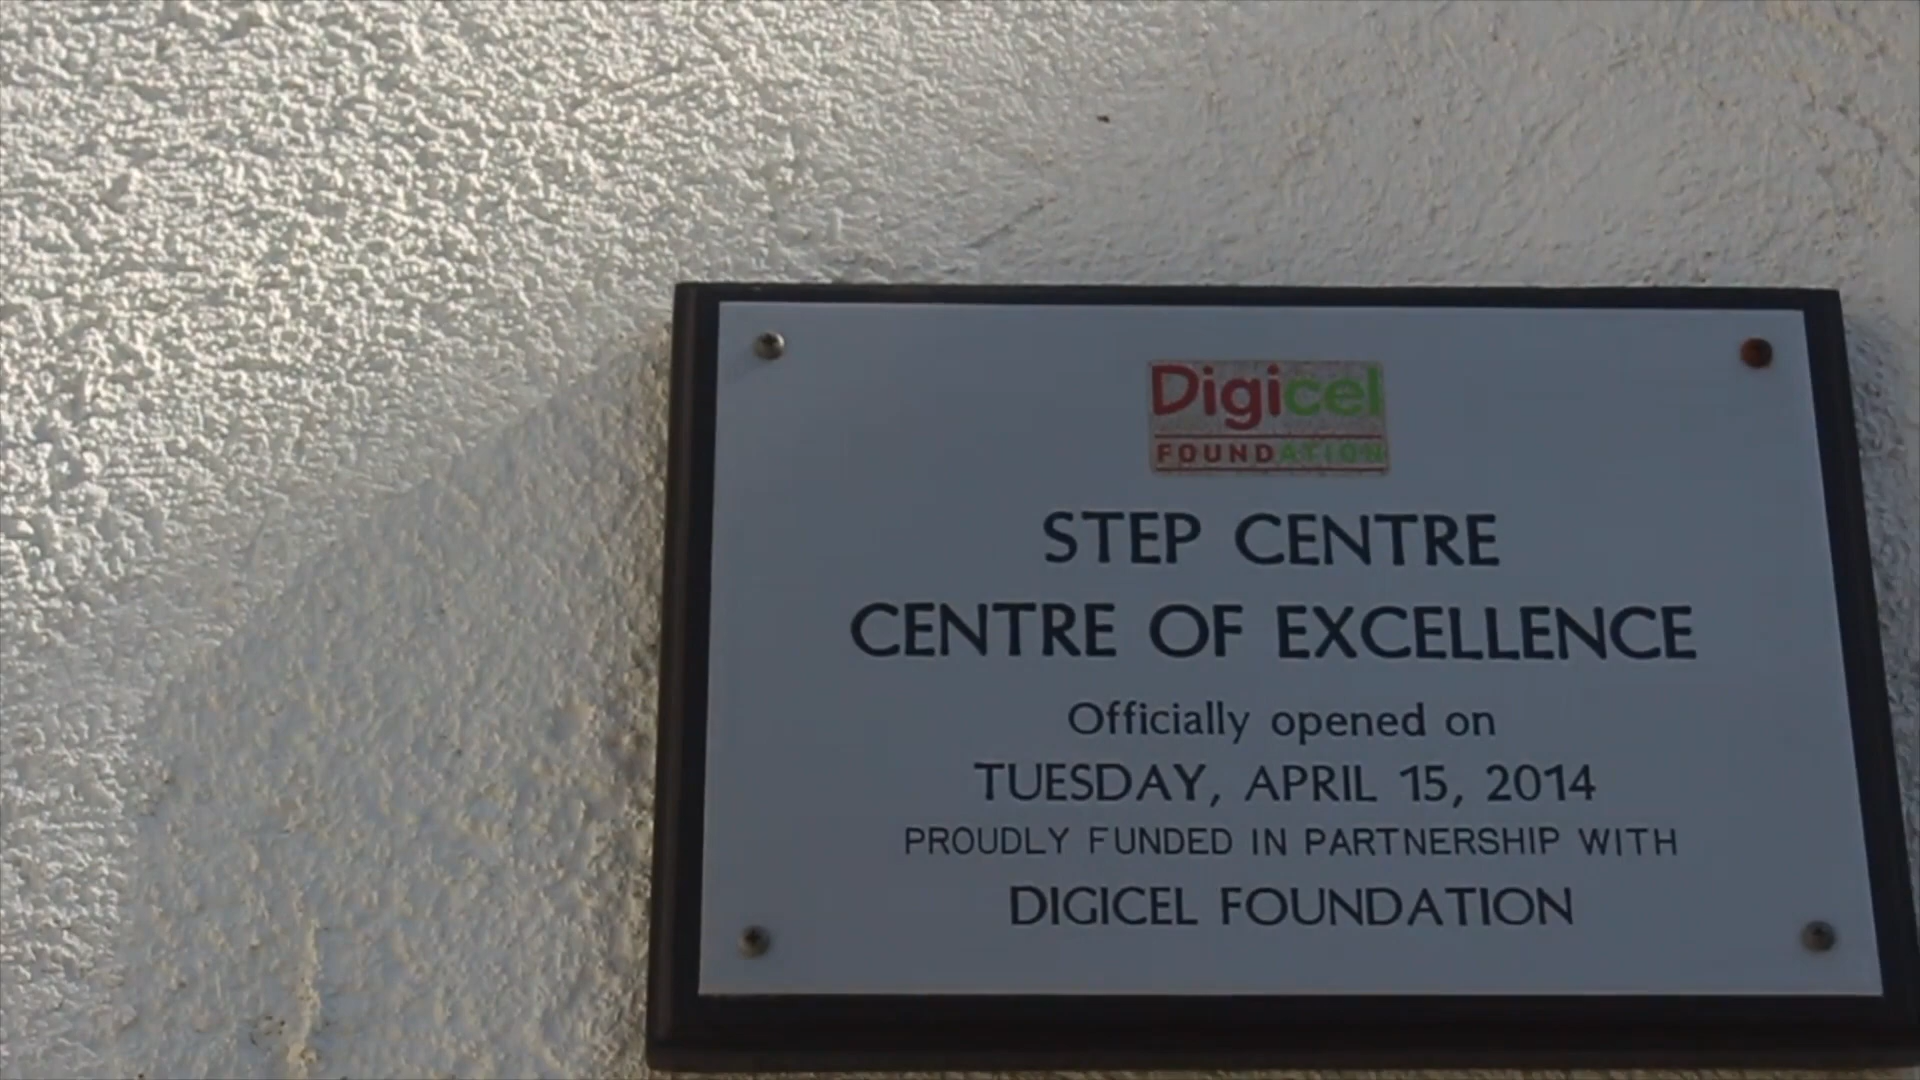 Digicel
FOUNDATION
STEP CENTRE
CENTRE OF EXCELLENCE
Officially opened on
TUESDAY, APRIL 15, 2014
PROUDLY FUNDED IN PARTNERSHIP WITH
DIGICEL FOUNDATION